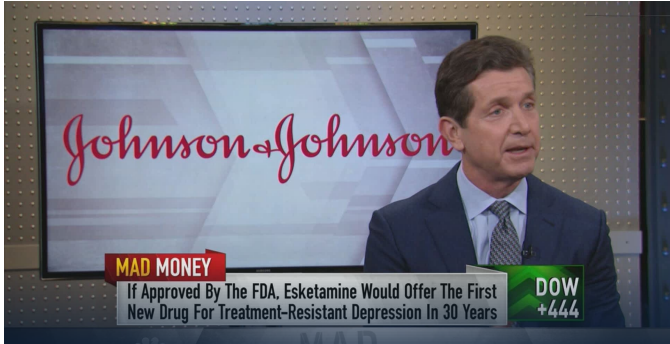 Johnson & Johnson
MAD MONEY
If Approved By The FDA, Esketamine Would Offer The First
New Drug For Treatment-Resistant Depression In 30 Years
DOW
+444
MAD